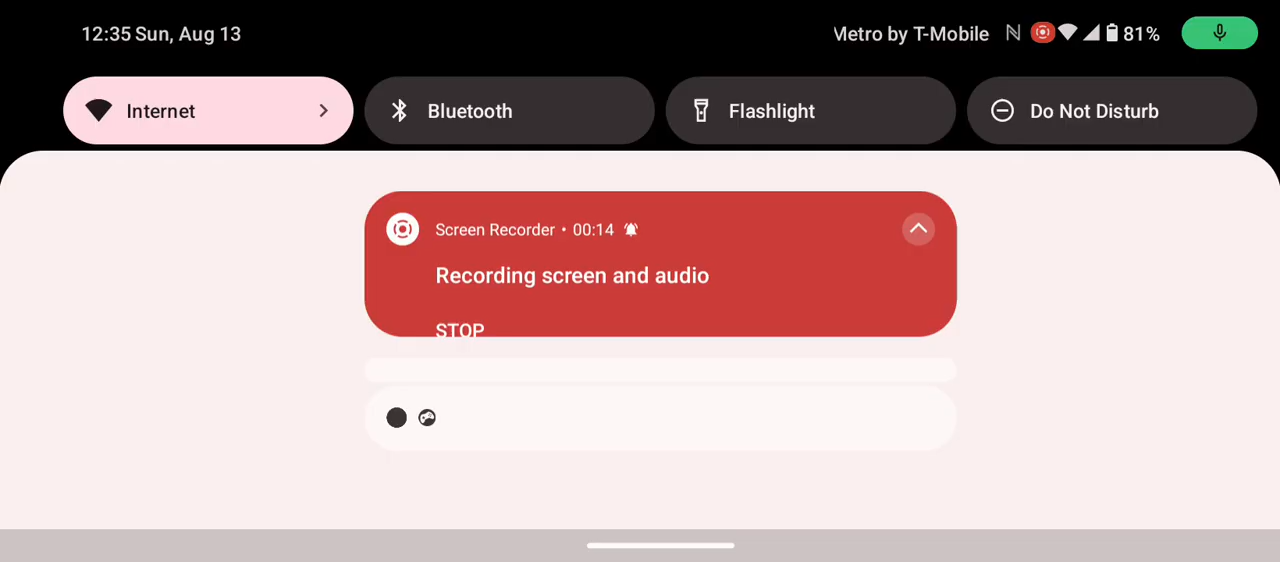 12:35 Sun, Aug 13
Metro by T-Mobile 81%
Internet
Bluetooth
Flashlight
Do Not Disturb
Screen Recorder • 00:14
Recording screen and audio
STOP